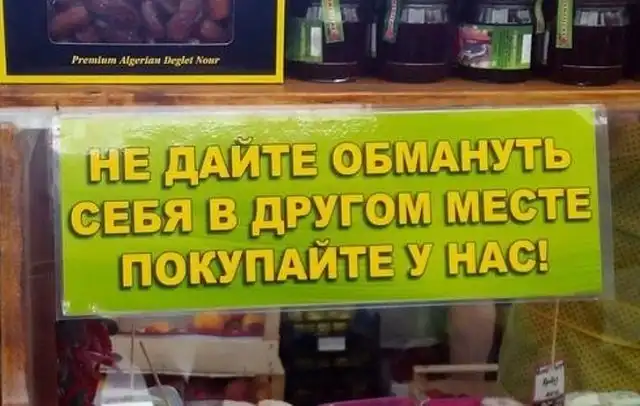 Premium Algerian Deglet Nour
НЕ ДАЙТЕ ОБМАНУТЬ
СЕБЯ В ДРУГОМ МЕСТЕ
ПОКУПАЙТЕ У НАС!